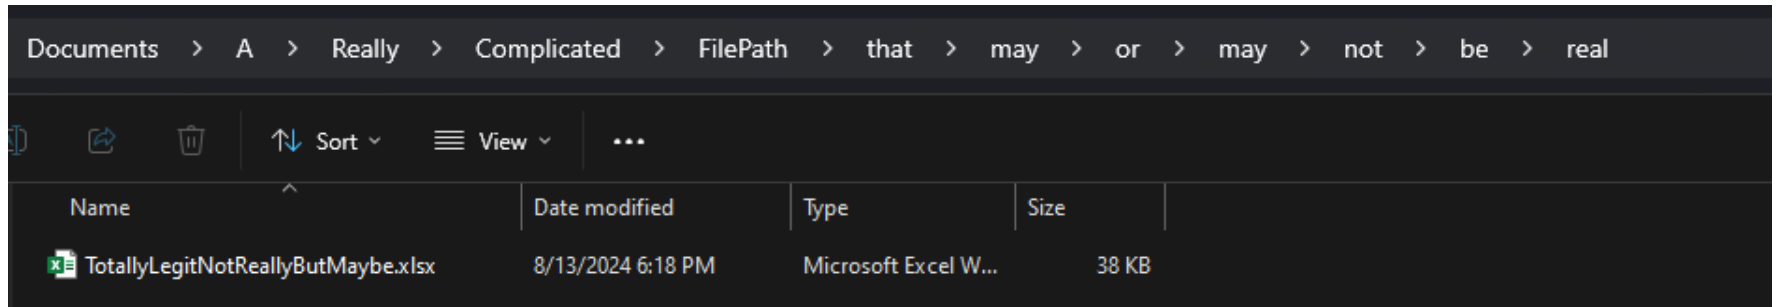 Documents > A > Really > Complicated > FilePath > that > may > or > may > not > be > real
Sort View •••
Name Date modified Type Size
TotallyLegitNotReallyButMaybe.xlsx 8/13/2024 6:18 PM Microsoft Excel W... 38 KB